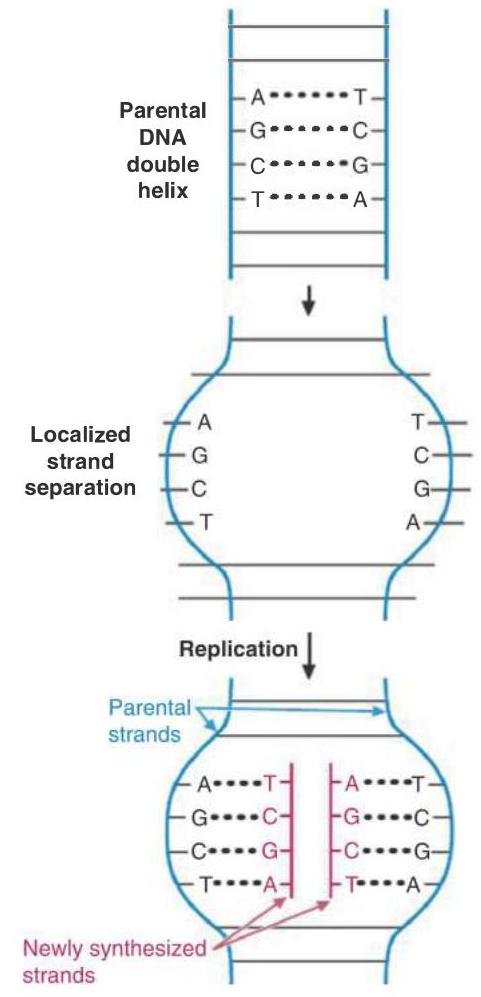 Parental
DNA
double
helix
A T
G C
C G
T A
Localized
strand
separation
A T
G C
C G
T A
Replication
Parental
strands
A T A T
G C G C
C G C G
T A T A
Newly synthesized
strands